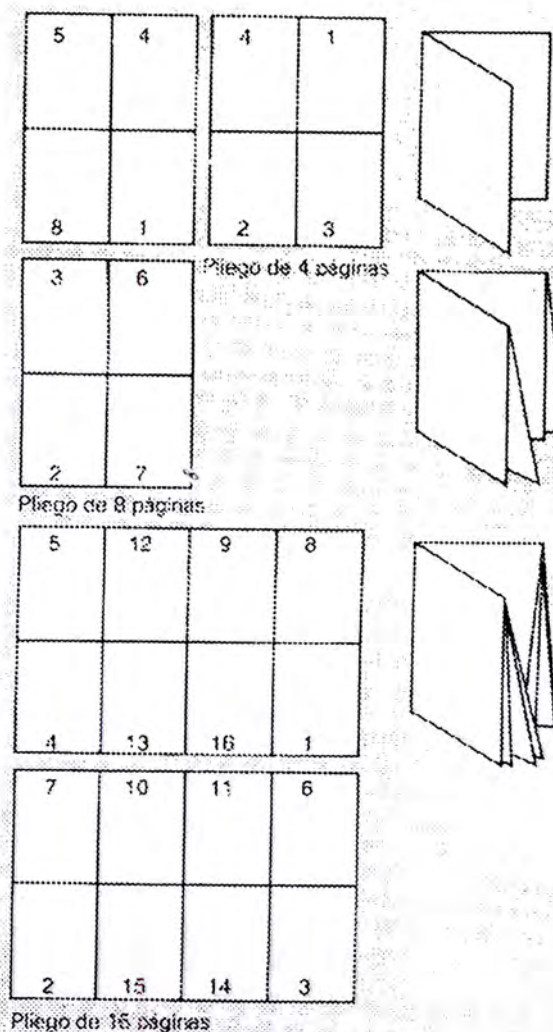 5 4
8 1
4 1
2 3
Pliego de 4 páginas
3 6
2 7
Pliego de 8 páginas
5 12 9 8
4 13 16 1
7 10 11 6
2 15 14 3
Pliego de 16 páginas